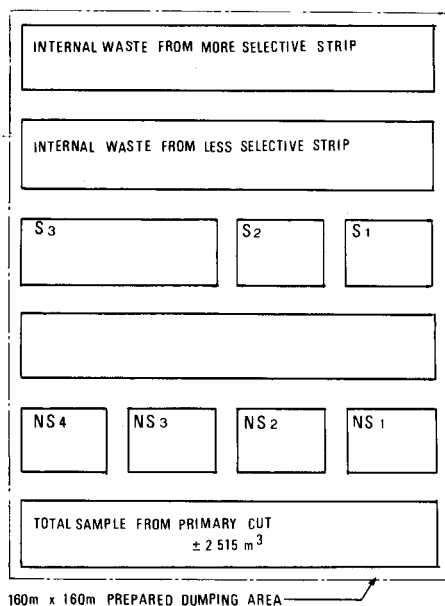 INTERNAL WASTE FROM MORE SELECTIVE STRIP
INTERNAL WASTE FROM LESS SELECTIVE STRIP
S3 S2 S1
NS4 NS3 NS2 NS1
TOTAL SAMPLE FROM PRIMARY CUT
± 2 515 m³
160m x 160m PREPARED DUMPING AREA